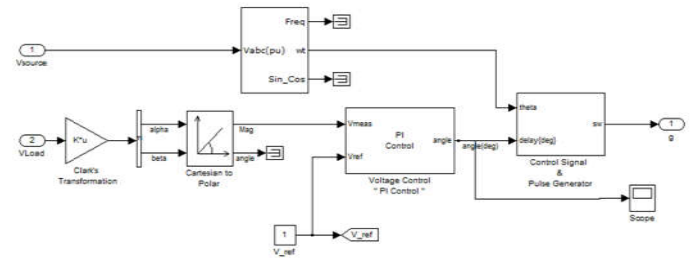 Freq
1
Vabc(pu)
wt
Vsource
Sin_Cos
theta
sw
1
g
2
VLoad
K*u
alpha
beta
Mag
angle
Vmeas
PI
Control
Vref
angle
angle(deg)
delay(deg)
Clark's
Transformation
Cartesian to
Polar
Voltage Control
" PI Control "
Control Signal
&
Pulse Generator
Scope
1
V_ref
V_ref